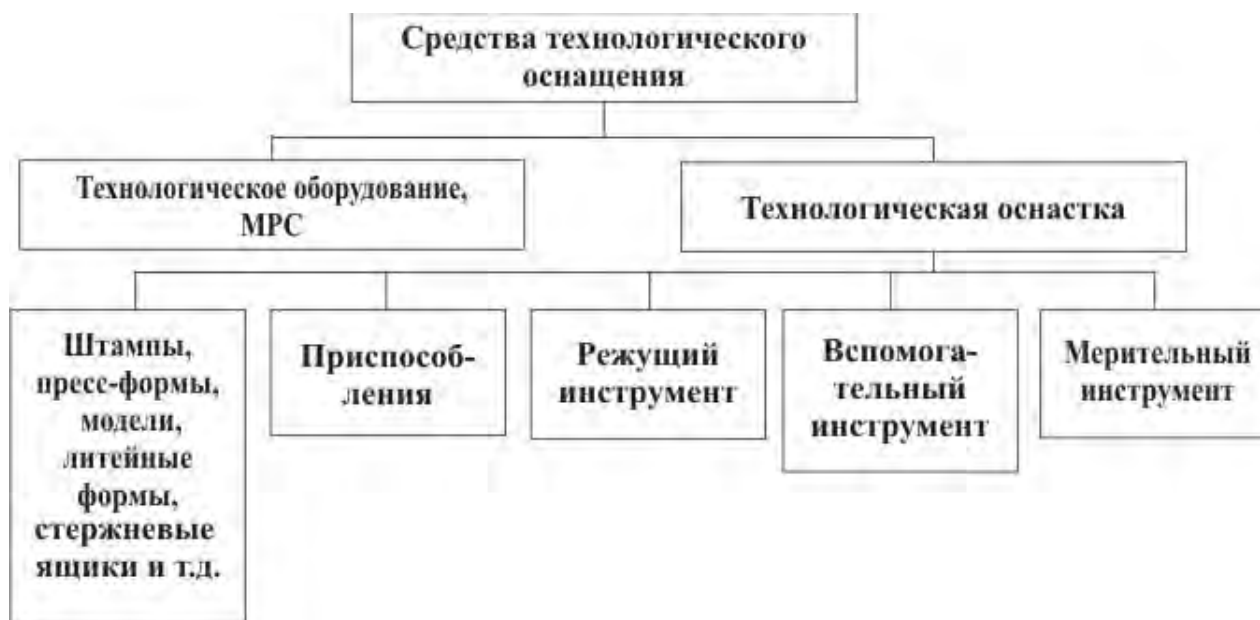 Средства технологического
оснащения
Технологическое оборудование,
МРС
Технологическая оснастка
Штампы,
пресс-формы,
модели,
литейные
формы,
стержневые
ящики и т.д.
Приспособ-
ления
Режущий
инструмент
Вспомога-
тельный
инструмент
Мерительный
инструмент